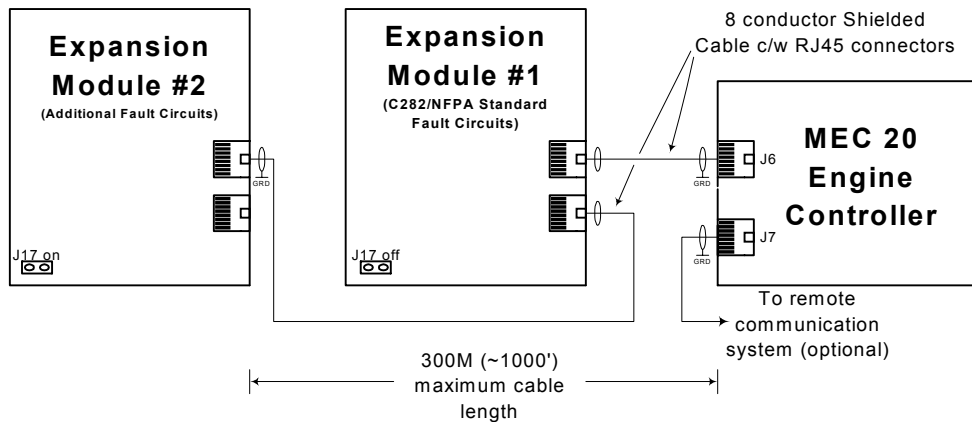 8 conductor Shielded
Cable c/w RJ45 connectors
Expansion
Module #2
(Additional Fault Circuits)
GRD
J17 on
Expansion
Module #1
(C282/NFPA Standard
Fault Circuits)
J17 off
GRD
J6
GRD
J7
MEC 20
Engine
Controller
To remote
communication
system (optional)
300M (~1000')
maximum cable
length